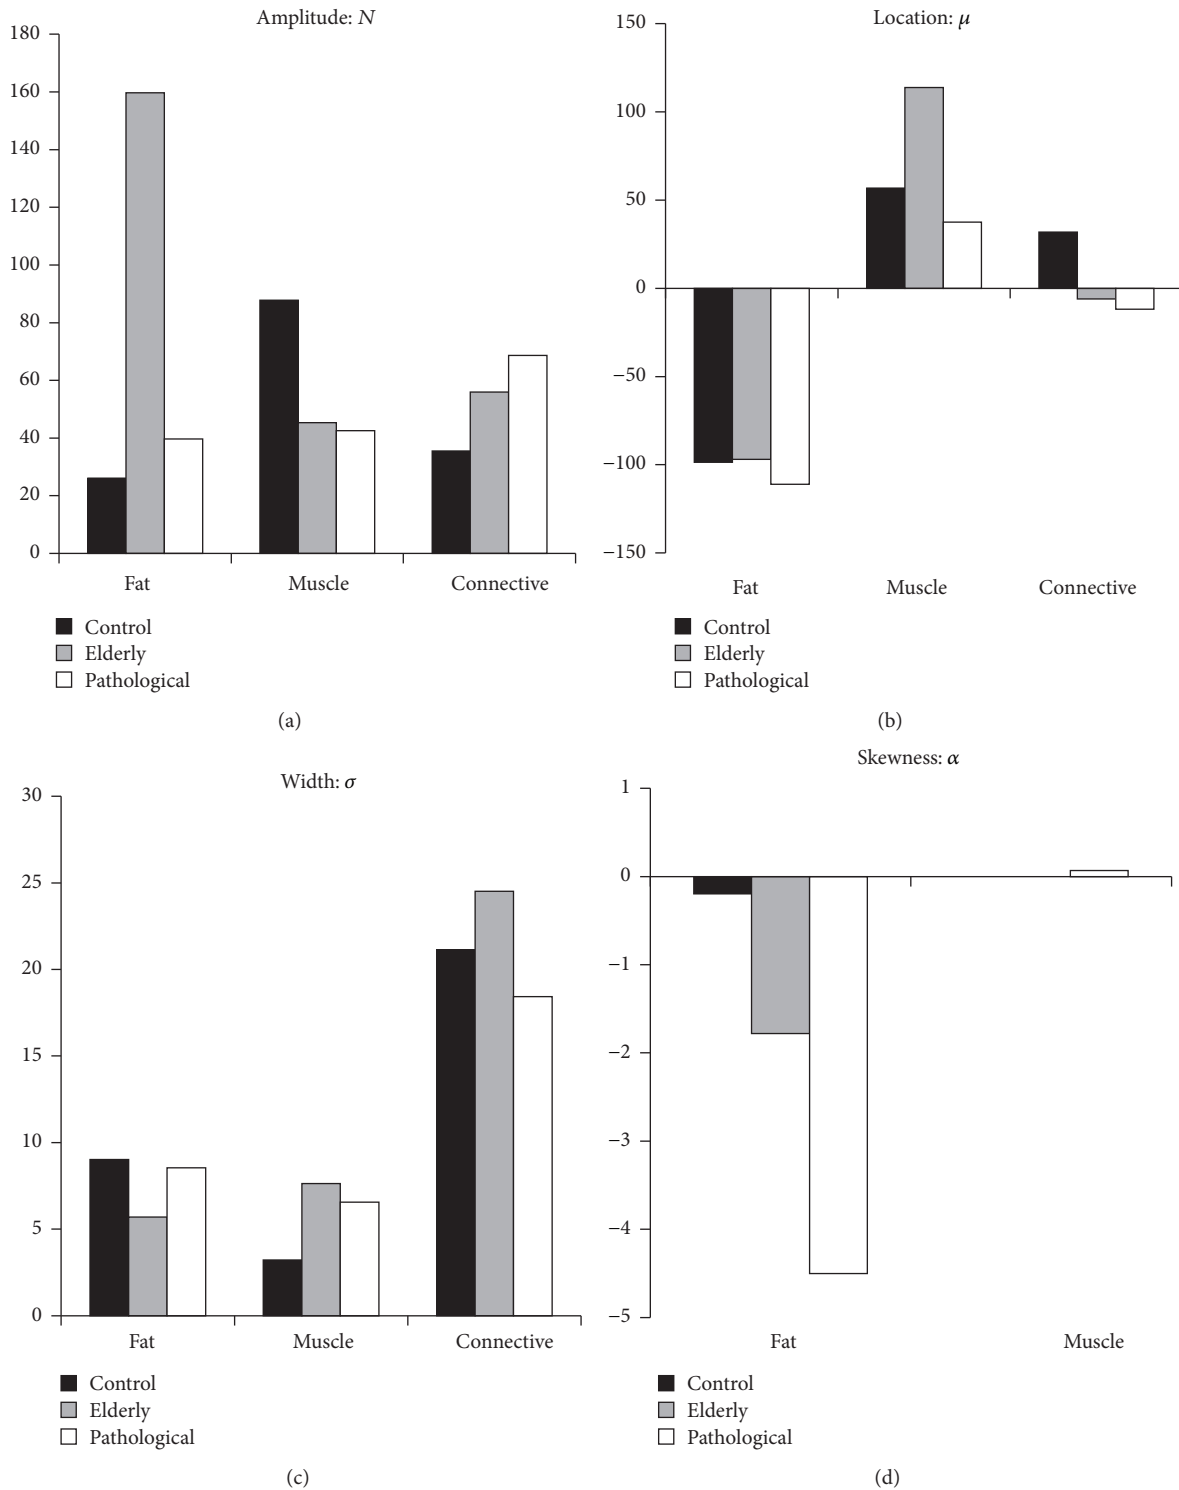 Amplitude: N
180
160
140
120
100
80
60
40
20
0
Fat Muscle Connective
Control
Elderly
Pathological
(a)
Location: μ
150
100
50
0
−50
−100
−150
Fat Muscle Connective
Control
Elderly
Pathological
(b)
Width: σ
30
25
20
15
10
5
0
Fat Muscle Connective
Control
Elderly
Pathological
(c)
Skewness: α
1
0
−1
−2
−3
−4
−5
Fat Muscle
Control
Elderly
Pathological
(d)